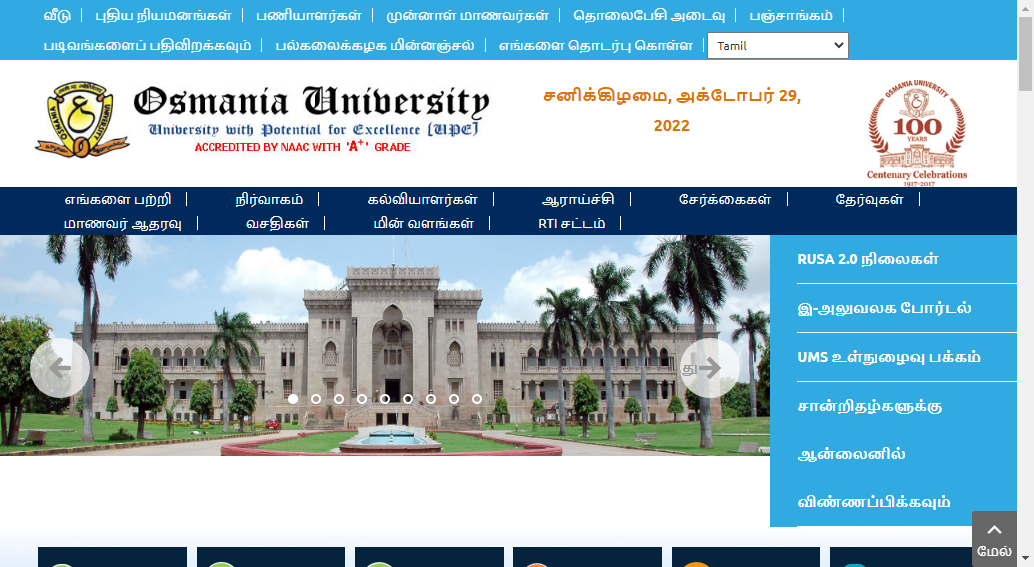 வீடு | புதிய நியமனங்கள் | பணியாளர்கள் | முன்னாள் மாணவர்கள் | தொலைபேசி அடைவு | பஞ்சாங்கம் |
படிவங்களைப் பதிவிறக்கவும் | பல்கலைக்கழக மின்னஞ்சல் | எங்களை தொடர்பு கொள்ள | Tamil
Osmania University
University with Potential for Excellence (UPE)
ACCREDITED BY NAAC WITH 'A+' GRADE
OSMANIA UNIVERSITY
சனிக்கிழமை, அக்டோபர் 29,
2022
OSMANIA UNIVERSITY
100
YEARS
Centenary Celebrations
1917-2017
எங்களை பற்றி | நிர்வாகம் | கல்வியாளர்கள் | ஆராய்ச்சி | சேர்க்கைகள் | தேர்வுகள் |
மாணவர் ஆதரவு | வசதிகள் | மின் வளங்கள் | RTI சட்டம் |
து
RUSA 2.0 நிலைகள்
இ-அலுவலக போர்டல்
UMS உள்நுழைவு பக்கம்
சான்றிதழ்களுக்கு
ஆன்லைனில்
விண்ணப்பிக்கவும்
மேல்